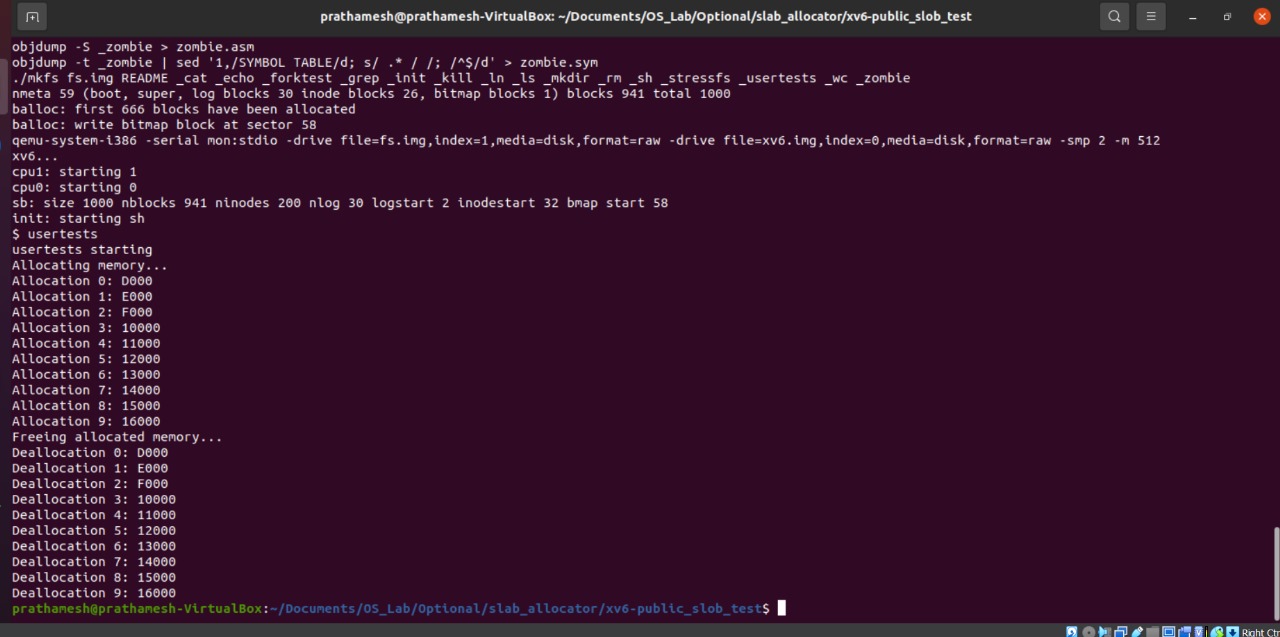 prathamesh@prathamesh-VirtualBox: ~/Documents/OS_Lab/Optional/slab_allocator/xv6-public_slob_test
objdump -S _zombie > zombie.asm
objdump -t _zombie | sed '1,/SYMBOL TABLE/d; s/ .* / /; /^$/d' > zombie.sym
./mkfs fs.img README _cat _echo _forktest _grep _init _kill _ln _ls _mkdir _rm _sh _stressfs _usertests _wc _zombie
nmeta 59 (boot, super, log blocks 30 inode blocks 26, bitmap blocks 1) blocks 941 total 1000
balloc: first 666 blocks have been allocated
balloc: write bitmap block at sector 58
qemu-system-i386 -serial mon:stdio -drive file=fs.img,index=1,media=disk,format=raw -drive file=xv6.img,index=0,media=disk,format=raw -smp 2 -m 512
xv6...
cpu1: starting 1
cpu0: starting 0
sb: size 1000 nblocks 941 ninodes 200 nlog 30 logstart 2 inodestart 32 bmap start 58
init: starting sh
$ usertests
usertests starting
Allocating memory...
Allocation 0: D000
Allocation 1: E000
Allocation 2: F000
Allocation 3: 10000
Allocation 4: 11000
Allocation 5: 12000
Allocation 6: 13000
Allocation 7: 14000
Allocation 8: 15000
Allocation 9: 16000
Freeing allocated memory...
Deallocation 0: D000
Deallocation 1: E000
Deallocation 2: F000
Deallocation 3: 10000
Deallocation 4: 11000
Deallocation 5: 12000
Deallocation 6: 13000
Deallocation 7: 14000
Deallocation 8: 15000
Deallocation 9: 16000
prathamesh@prathamesh-VirtualBox:~/Documents/OS_Lab/Optional/slab_allocator/xv6-public_slob_test$
Right Ctr